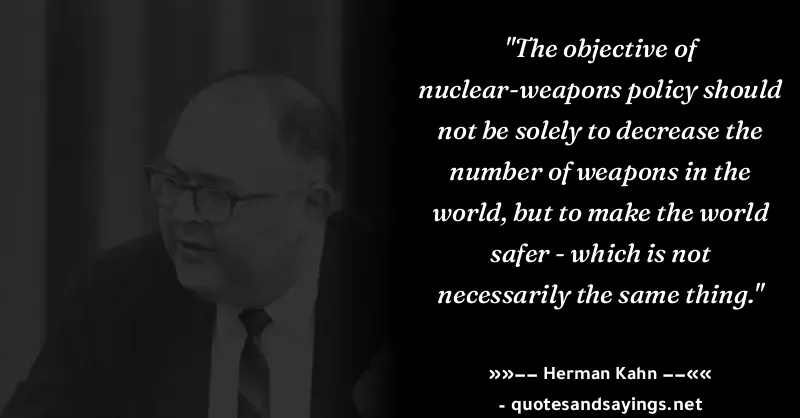 "The objective of
nuclear-weapons policy should
not be solely to decrease the
number of weapons in the
world, but to make the world
safer - which is not
necessarily the same thing."
»»−− Herman Kahn −−««
- quotesandsayings.net